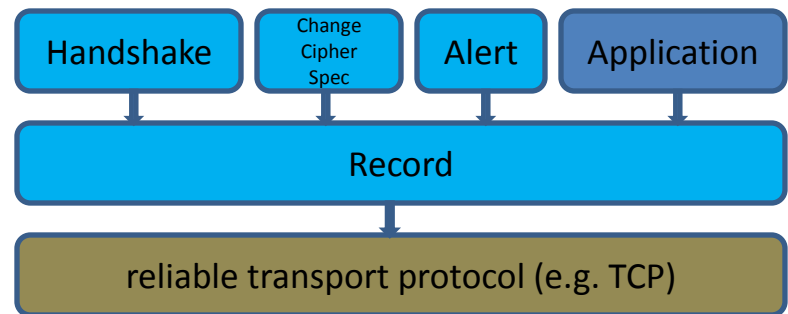 Handshake
Change
Cipher
Spec
Alert
Application
Record
reliable transport protocol (e.g. TCP)